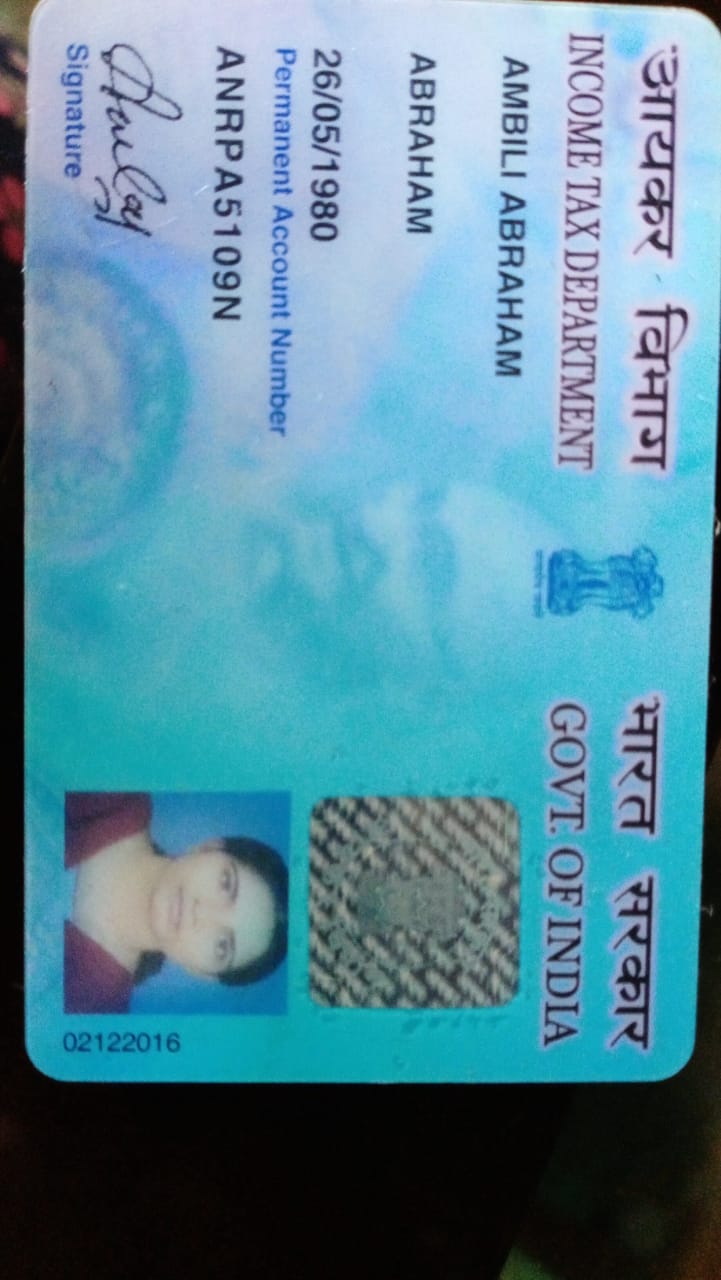 आयकर विभाग
INCOME TAX DEPARTMENT
भारत सरकार
GOVT. OF INDIA
AMBILI ABRAHAM
ABRAHAM
26/05/1980
Permanent Account Number
ANRPA5109N
Signature
02122016